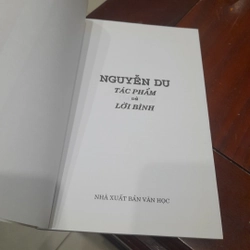 NGUYỄN DU
TÁC PHẨM
và
LỜI BÌNH
NHÀ XUẤT BẢN VĂN HỌC